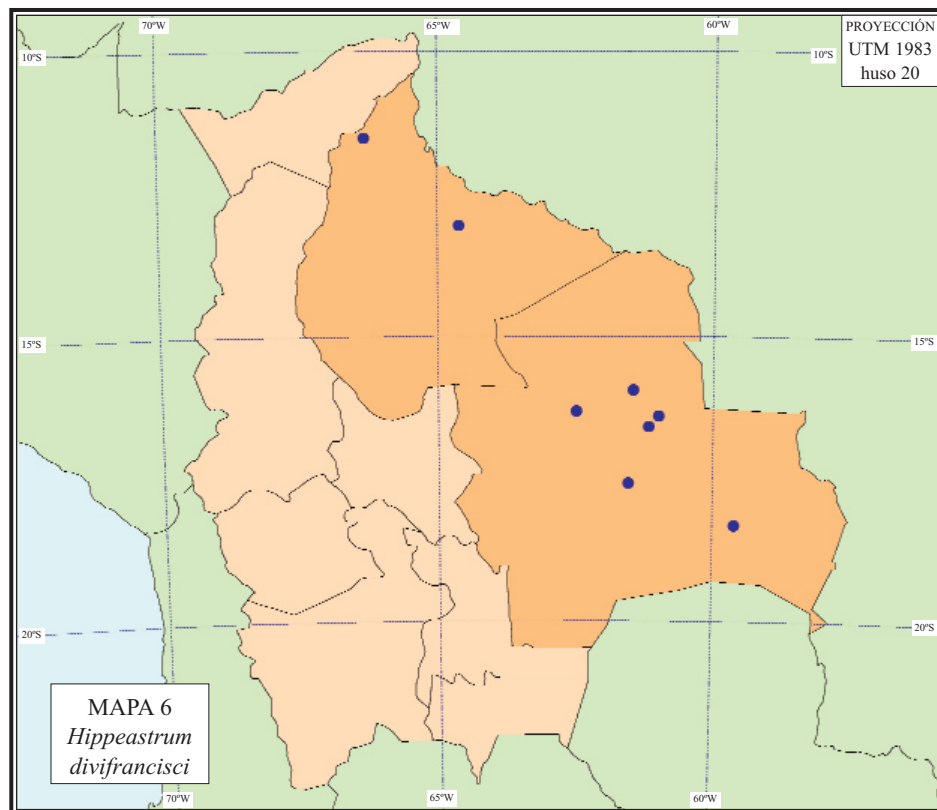 70ºW
65ºW
60ºW
PROYECCIÓN
UTM 1983
huso 20
10ºS
10ºS
15ºS
15ºS
20ºS
20ºS
MAPA 6
Hippeastrum
divifrancisci
70ºW
65ºW
60ºW